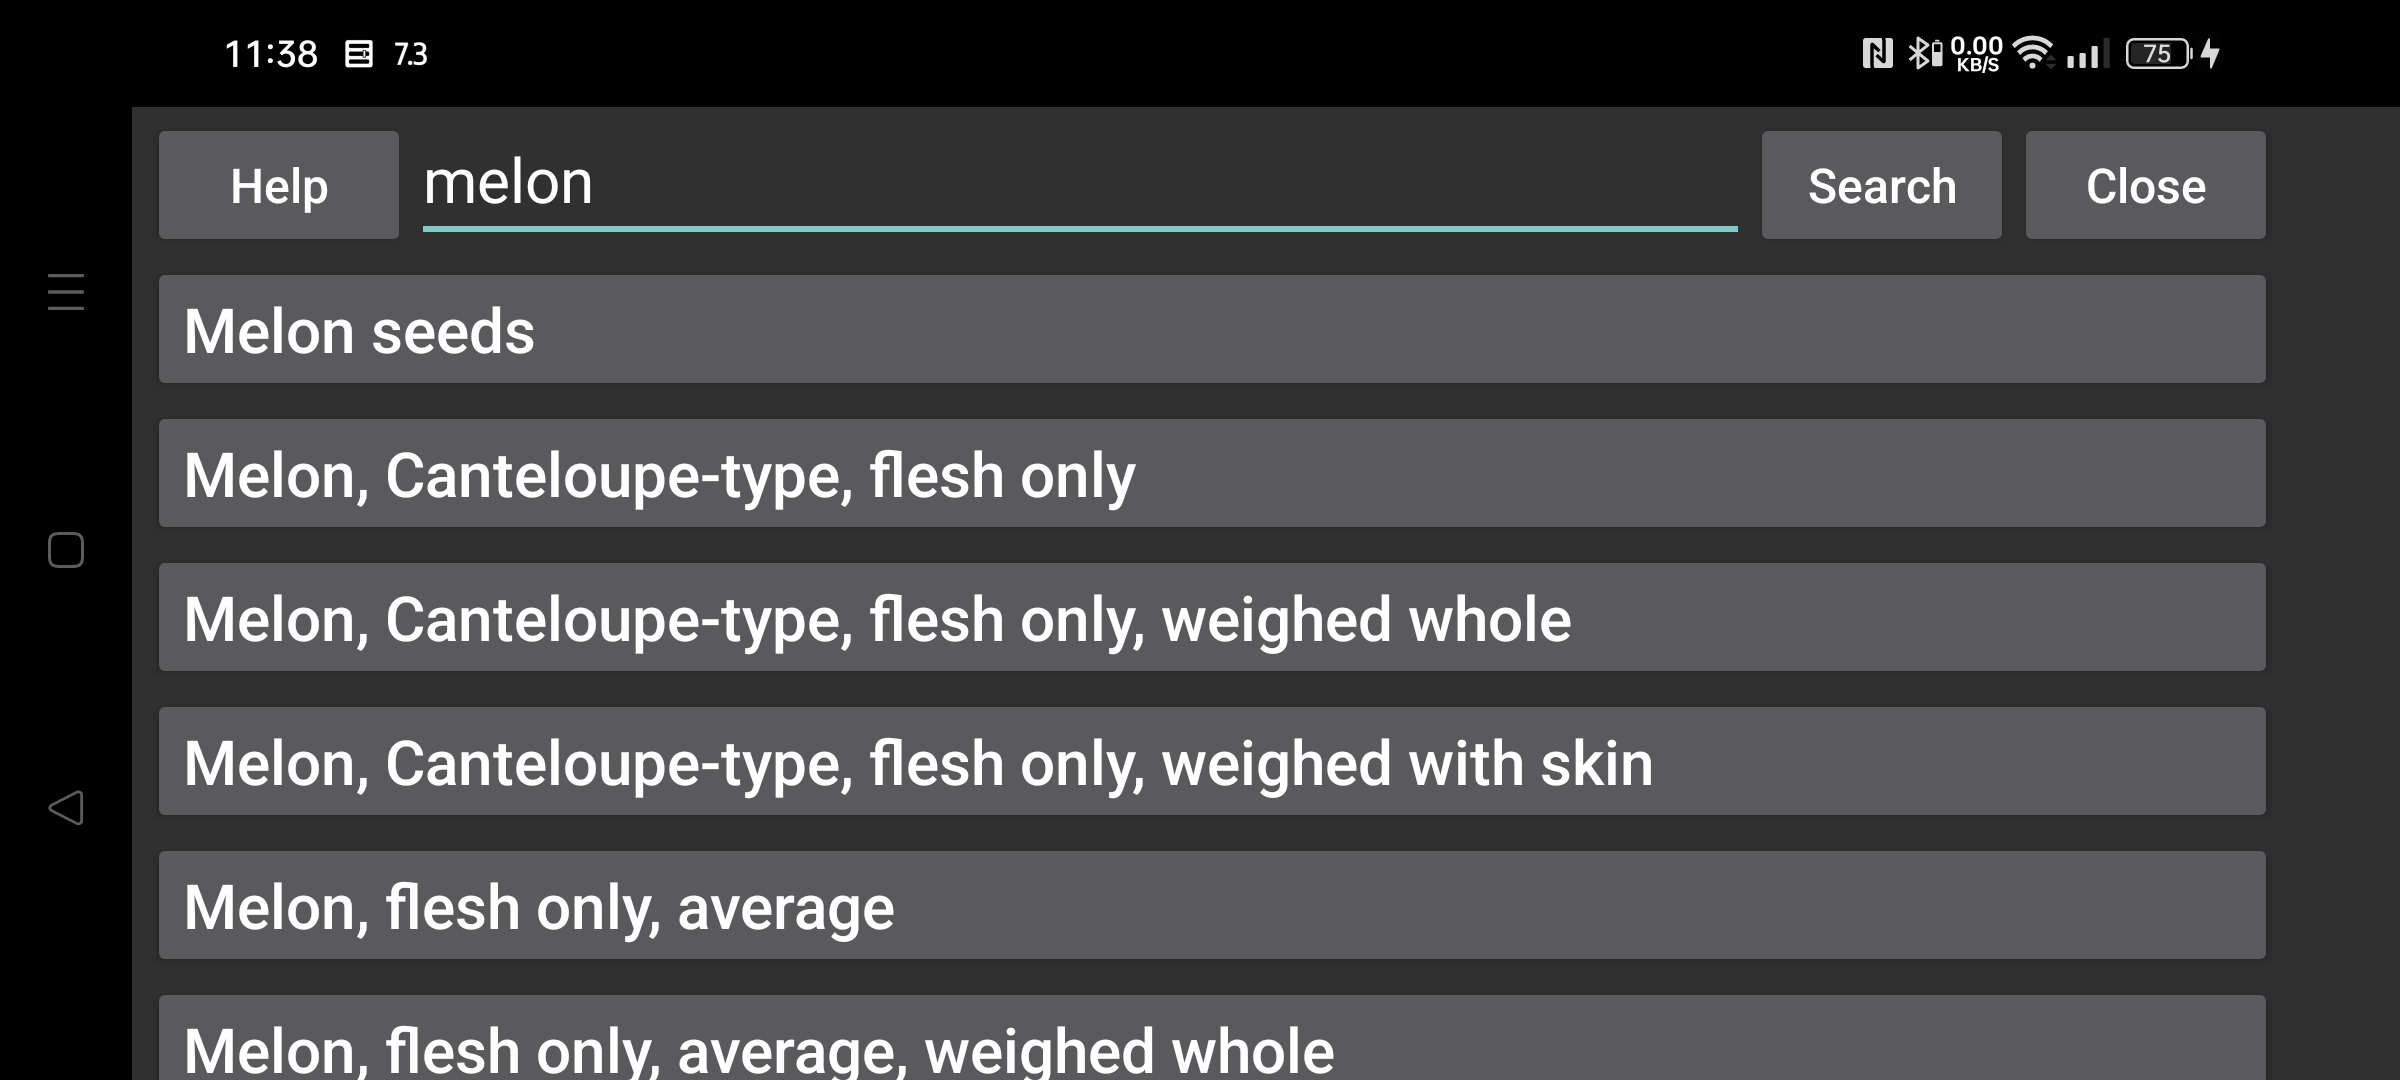 11:38 7.3 0.00 KB/S 75
Help melon Search Close
Melon seeds
Melon, Canteloupe-type, flesh only
Melon, Canteloupe-type, flesh only, weighed whole
Melon, Canteloupe-type, flesh only, weighed with skin
Melon, flesh only, average
Melon, flesh only, average, weighed whole